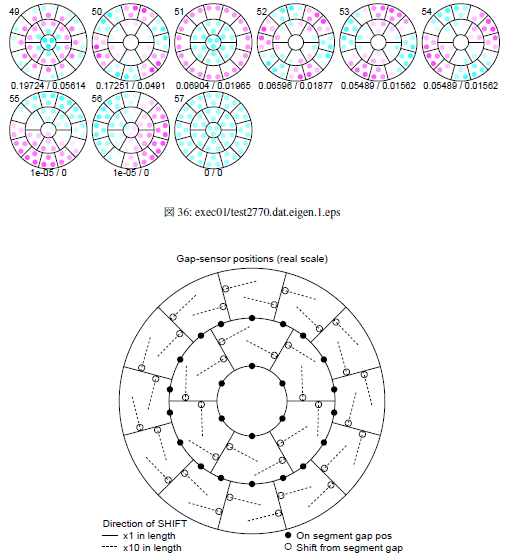 49 50 51 52 53 54
0.19724 / 0.05614 0.17251 / 0.0491 0.06904 / 0.01965 0.06596 / 0.01877 0.05489 / 0.01562 0.05489 / 0.01562
55 56 57
1e-05 / 0 1e-05 / 0 0 / 0
図 36: exec01/test2770.dat.eigen.1.eps
Gap-sensor positions (real scale)
Direction of SHIFT
x1 in length
x10 in length
On segment gap pos
Shift from segment gap